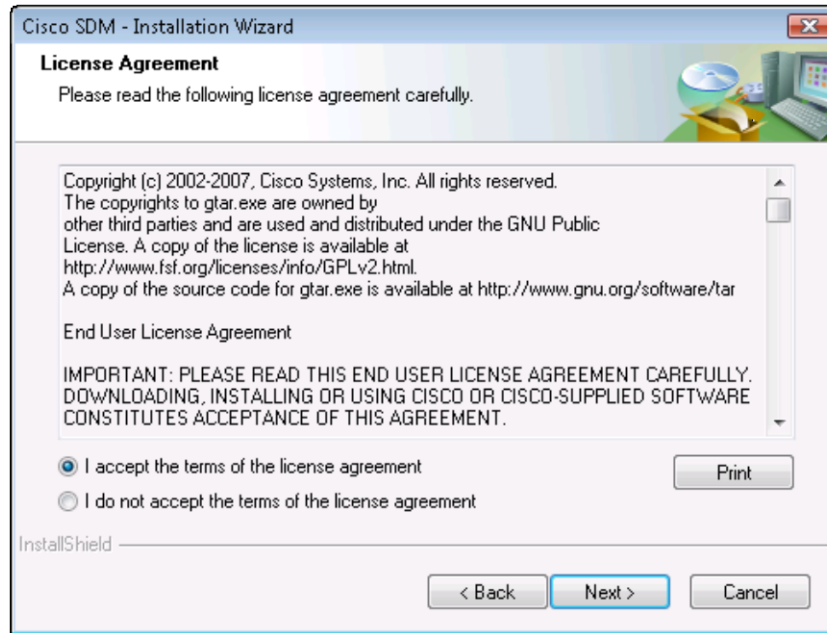 Cisco SDM - Installation Wizard
License Agreement
Please read the following license agreement carefully.
Copyright (c) 2002-2007, Cisco Systems, Inc. All rights reserved.
The copyrights to gtar.exe are owned by
other third parties and are used and distributed under the GNU Public
License. A copy of the license is available at
http://www.fsf.org/licenses/info/GPLv2.html.
A copy of the source code for gtar.exe is available at http://www.gnu.org/software/tar
End User License Agreement
IMPORTANT: PLEASE READ THIS END USER LICENSE AGREEMENT CAREFULLY.
DOWNLOADING, INSTALLING OR USING CISCO OR CISCO-SUPPLIED SOFTWARE
CONSTITUTES ACCEPTANCE OF THIS AGREEMENT.
I accept the terms of the license agreement
Print
I do not accept the terms of the license agreement
InstallShield
< Back
Next >
Cancel